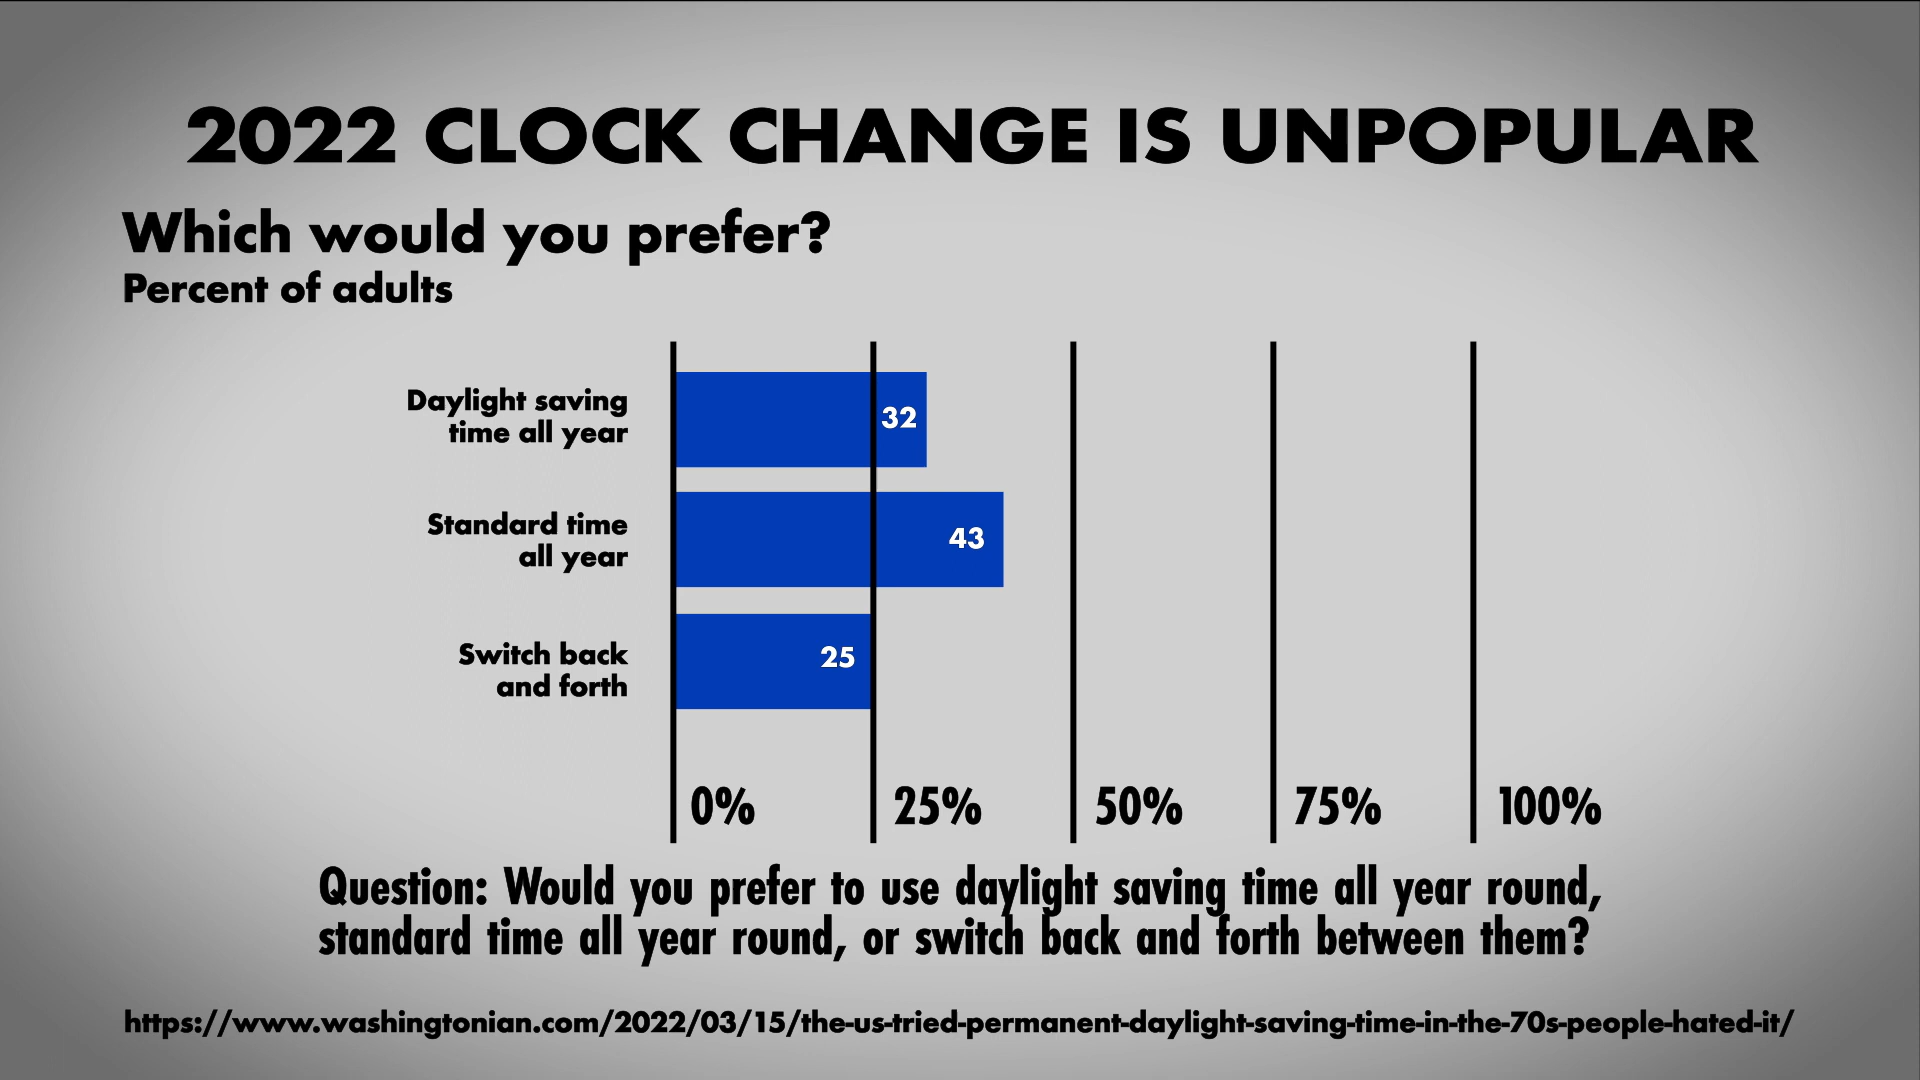 2022 CLOCK CHANGE IS UNPOPULAR
Which would you prefer?
Percent of adults
Daylight saving
time all year
32
Standard time
all year
43
Switch back
and forth
25
0% 25% 50% 75% 100%
Question: Would you prefer to use daylight saving time all year round,
standard time all year round, or switch back and forth between them?
https://www.washingtonian.com/2022/03/15/the-us-tried-permanent-daylight-saving-time-in-the-70s-people-hated-it/